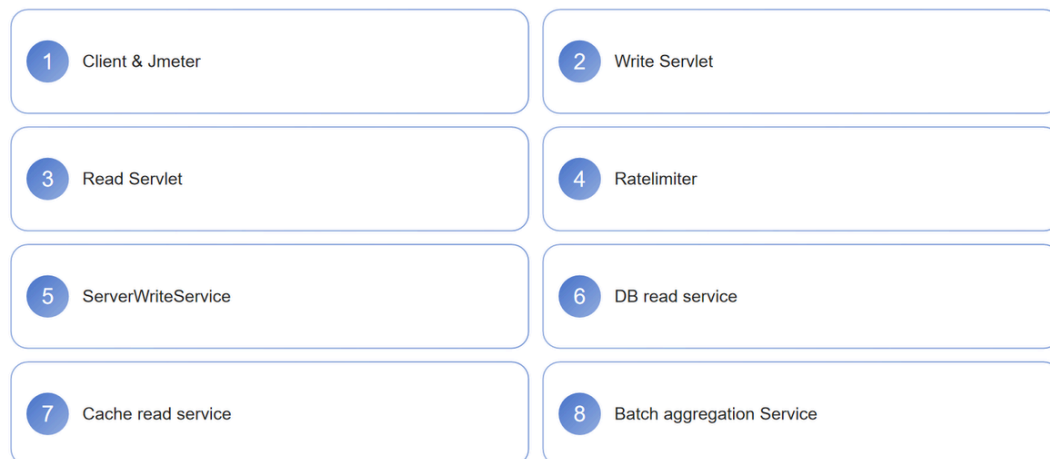 1 Client & Jmeter
2 Write Servlet
3 Read Servlet
4 Ratelimiter
5 ServerWriteService
6 DB read service
7 Cache read service
8 Batch aggregation Service